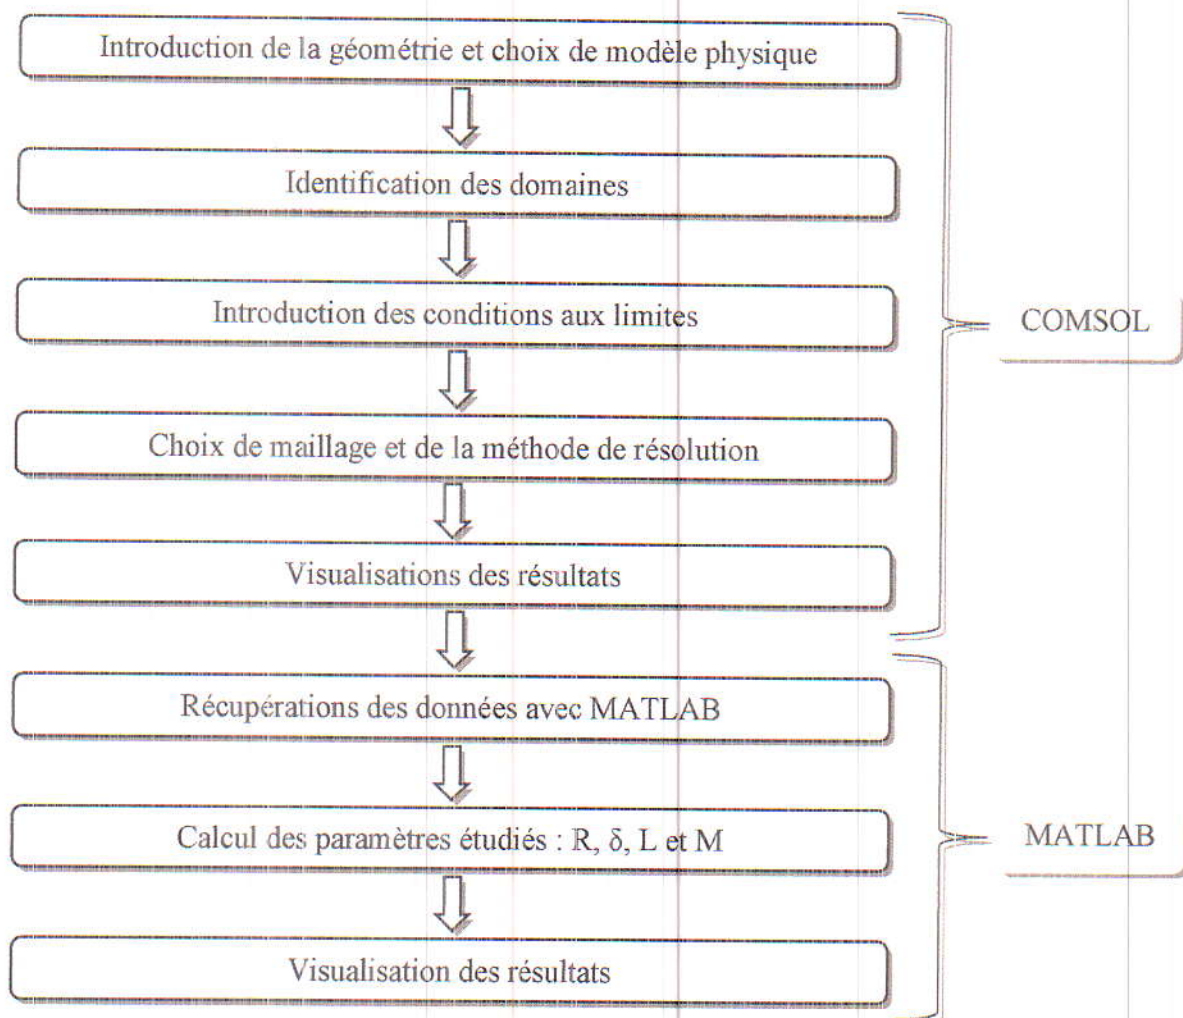 Introduction de la géométrie et choix de modèle physique
Identification des domaines
Introduction des conditions aux limites
COMSOL
Choix de maillage et de la méthode de résolution
Visualisations des résultats
Récupérations des données avec MATLAB
Calcul des paramètres étudiés : R, δ, L et M
MATLAB
Visualisation des résultats